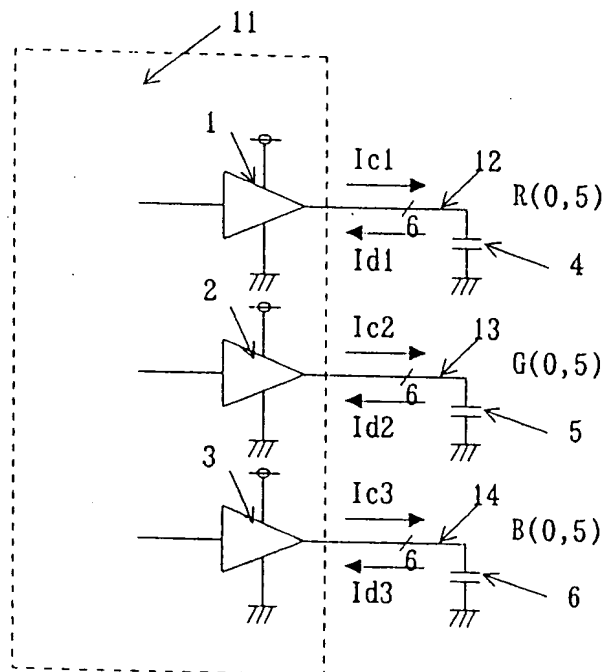 11
1
Ic1
12
R(0,5)
6
Id1
4
2
Ic2
13
G(0,5)
6
Id2
5
3
Ic3
14
B(0,5)
6
Id3
6